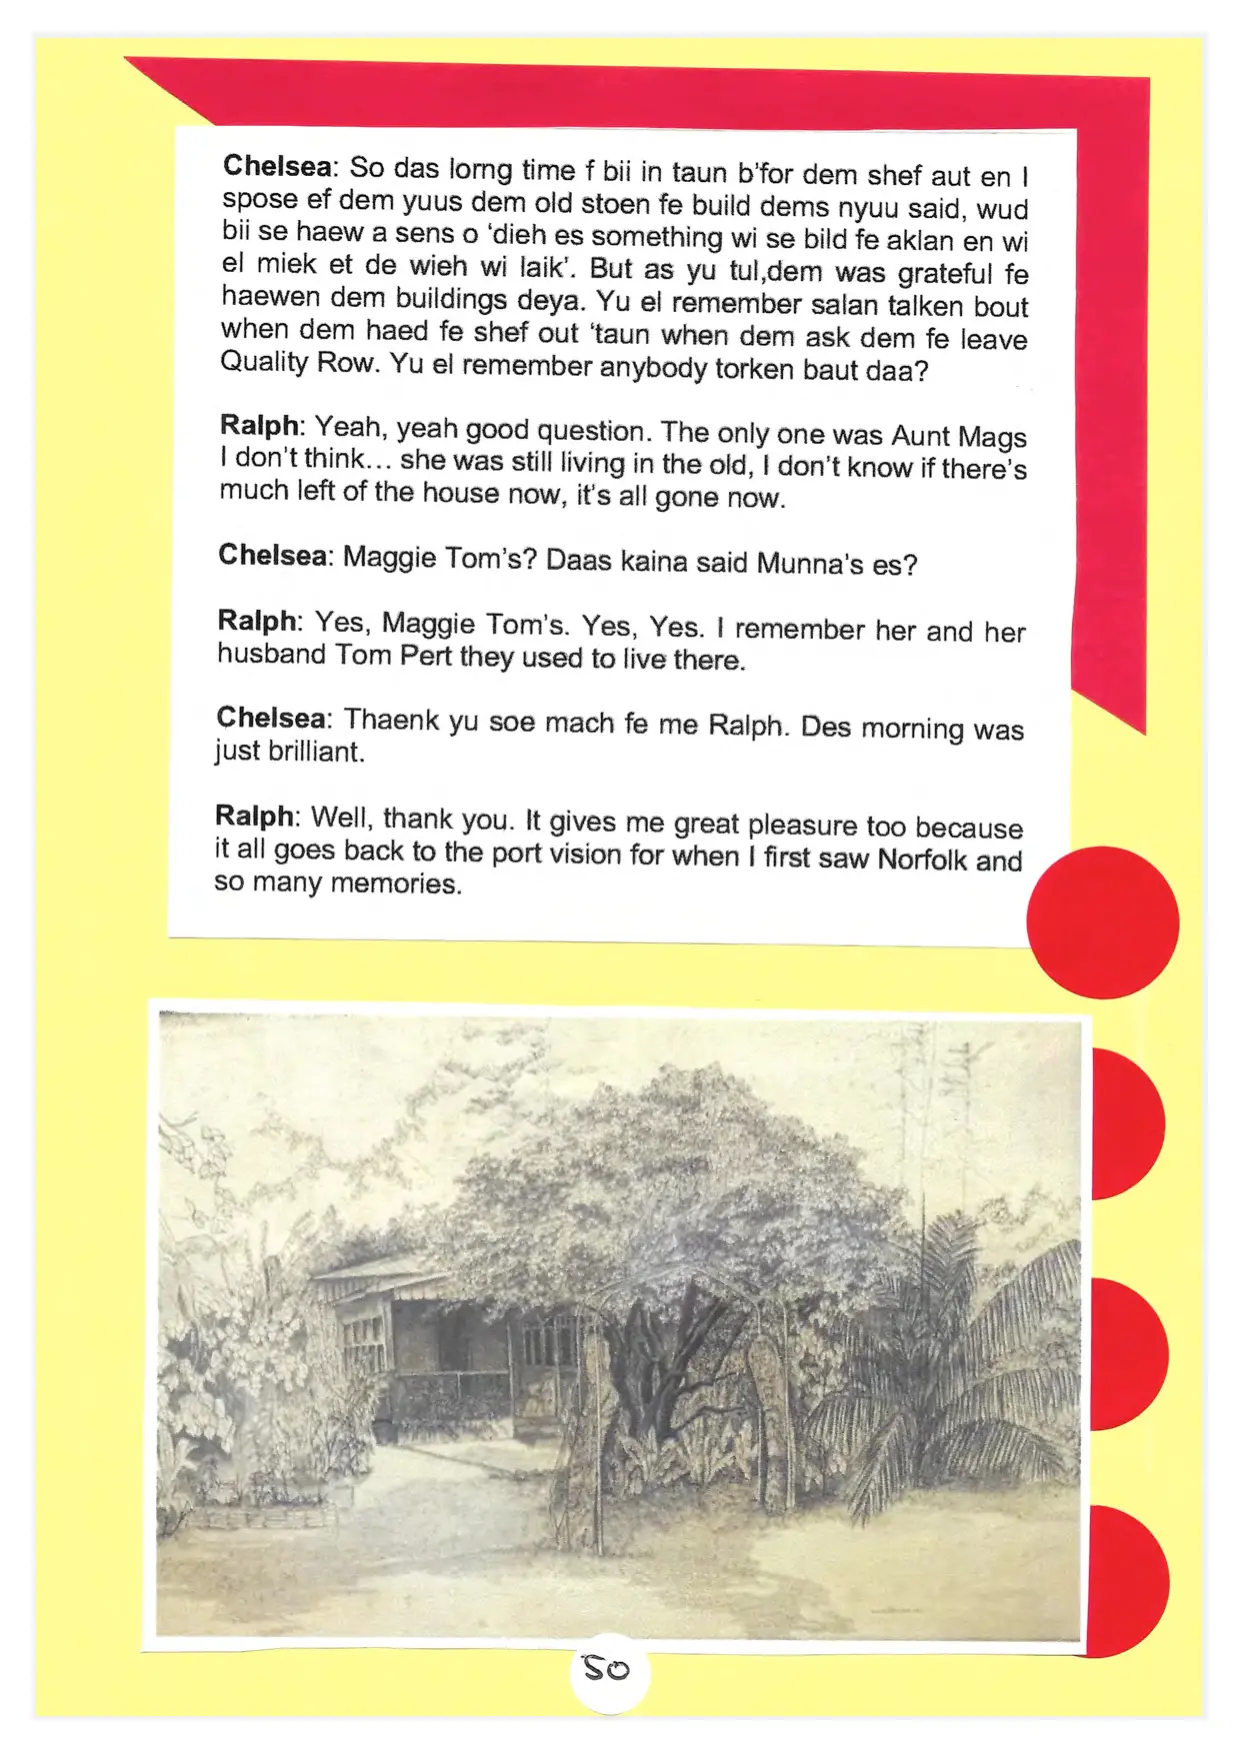 Chelsea: So das lorng time f bii in taun b'for dem shef aut en I
spose ef dem yuus dem old stoen fe build dems nyuu said, wud
bii se haew a sens o 'dieh es something wi se bild fe aklan en wi
el miek et de wieh wi laik'. But as yu tul,dem was grateful fe
haewen dem buildings deya. Yu el remember salan talken bout
when dem haed fe shef out 'taun when dem ask dem fe leave
Quality Row. Yu el remember anybody torken baut daa?
Ralph: Yeah, yeah good question. The only one was Aunt Mags
I don't think... she was still living in the old, I don't know if there's
much left of the house now, it's all gone now.
Chelsea: Maggie Tom's? Daas kaina said Munna's es?
Ralph: Yes, Maggie Tom's. Yes, Yes. I remember her and her
husband Tom Pert they used to live there.
Chelsea: Thaenk yu soe mach fe me Ralph. Des morning was
just brilliant.
Ralph: Well, thank you. It gives me great pleasure too because
it all goes back to the port vision for when I first saw Norfolk and
so many memories.
50